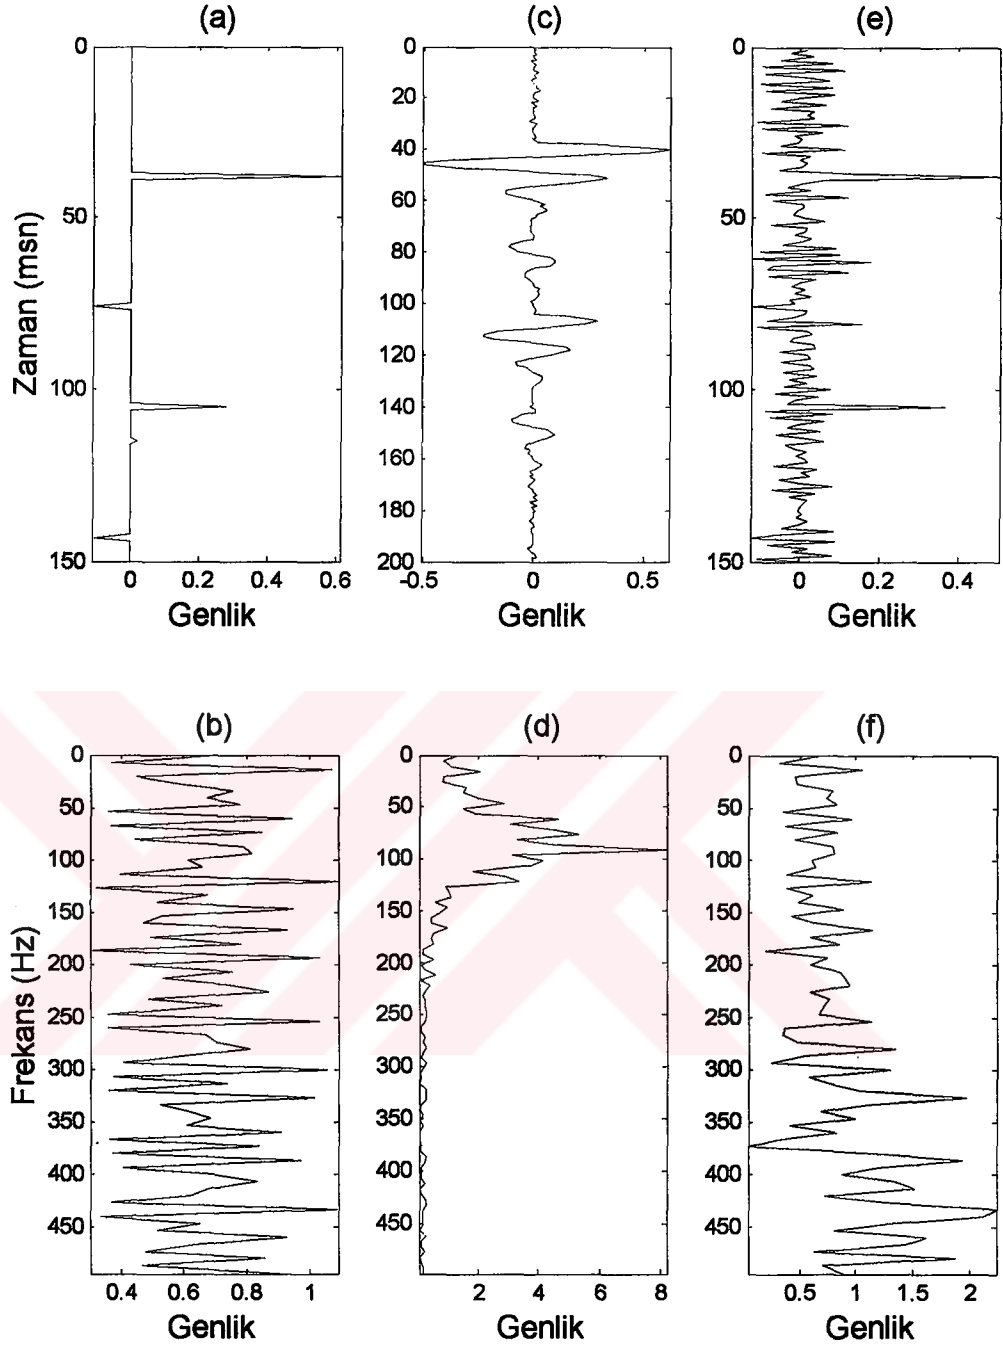 (a)
0
50
100
150
Zaman (msn)
0 0.2 0.4 0.6
Genlik
(c)
0
20
40
60
80
100
120
140
160
180
200
-0.5 0 0.5
Genlik
(e)
0
50
100
150
0 0.2 0.4
Genlik
(b)
0
50
100
150
200
250
300
350
400
450
Frekans (Hz)
0.4 0.6 0.8 1
Genlik
(d)
0
50
100
150
200
250
300
350
400
450
2 4 6 8
Genlik
(f)
0
50
100
150
200
250
300
350
400
450
0.5 1 1.5 2
Genlik